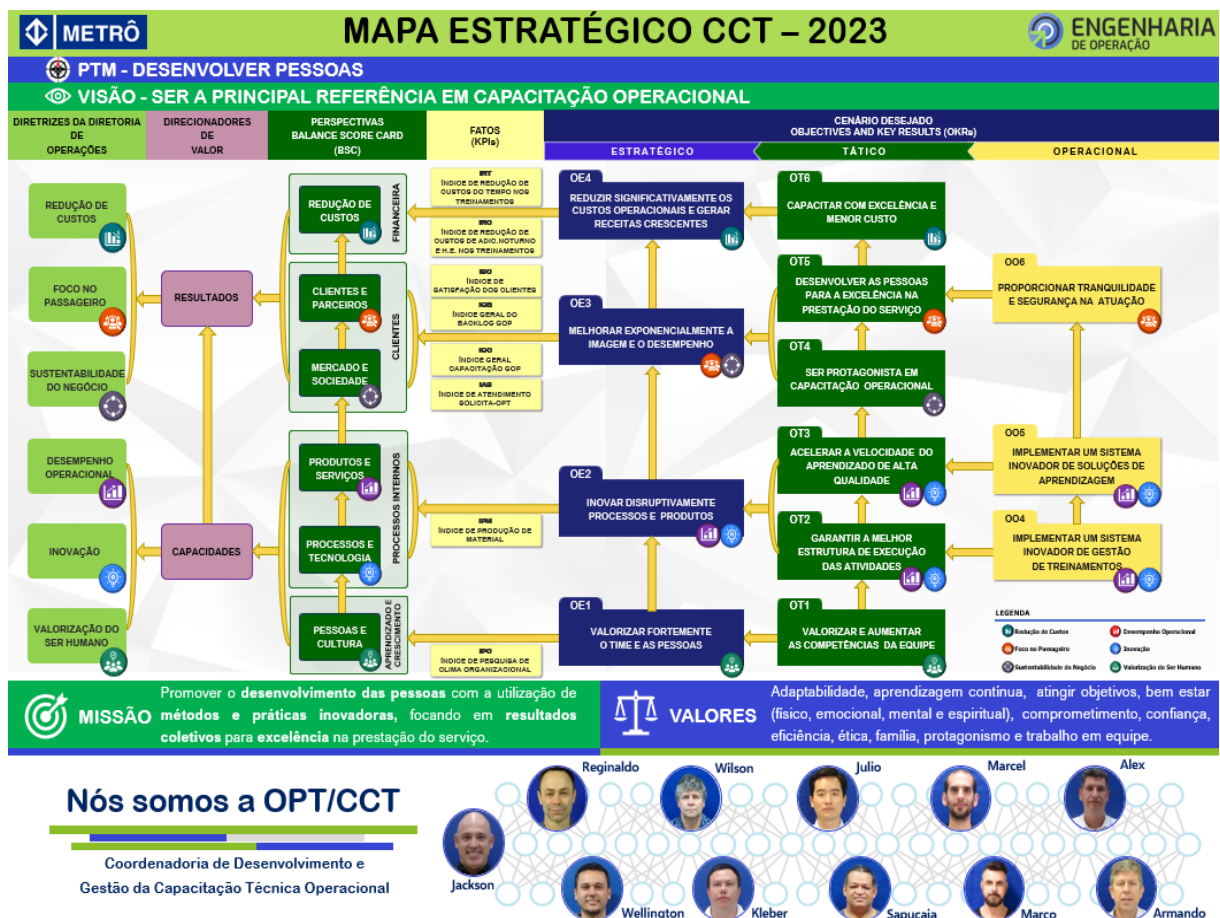 METRÔ
MAPA ESTRATÉGICO CCT – 2023
ENGENHARIA
DE OPERAÇÃO
PTM - DESENVOLVER PESSOAS
VISÃO - SER A PRINCIPAL REFERÊNCIA EM CAPACITAÇÃO OPERACIONAL
DIRETRIZES DA DIRETORIA
DE
OPERAÇÕES
DIRECIONADORES
DE
VALOR
PERSPECTIVAS
BALANCE SCORE CARD
(BSC)
FATOS
(KPIs)
CENÁRIO DESEJADO
OBJECTIVES AND KEY RESULTS (OKRs)
ESTRATÉGICO
TÁTICO
OPERACIONAL
REDUÇÃO DE
CUSTOS
FOCO NO
PASSAGEIRO
SUSTENTABILIDADE
DO NEGÓCIO
DESEMPENHO
OPERACIONAL
INOVAÇÃO
VALORIZAÇÃO DO
SER HUMANO
RESULTADOS
CAPACIDADES
REDUÇÃO DE
CUSTOS
FINANCEIRA
CLIENTES E
PARCEIROS
MERCADO E
SOCIEDADE
CLIENTES
PRODUTOS E
SERVIÇOS
PROCESSOS E
TECNOLOGIA
PROCESSOS INTERNOS
PESSOAS E
CULTURA
APRENDIZADO E
CRESCIMENTO
IRT
ÍNDICE DE REDUÇÃO DE
CUSTOS DO TEMPO NOS
TREINAMENTOS
ÍNDICE DE REDUÇÃO DE
CUSTOS DE ADIC.NOTURNO
E H.E. NOS TREINAMENTOS
ÍNDICE DE
SATISFAÇÃO DOS CLIENTES
IGB
ÍNDICE GERAL DO
BACKLOG GOP
ÍNDICE GERAL
CAPACITAÇÃO GOP
IAS
ÍNDICE DE ATENDIMENTO
SOLICITA-OPT
IPM
ÍNDICE DE PRODUÇÃO DE
MATERIAL
IPO
ÍNDICE DE PESQUISA DE
CLIMA ORGANIZACIONAL
OE4
REDUZIR SIGNIFICATIVAMENTE OS
CUSTOS OPERACIONAIS E GERAR
RECEITAS CRESCENTES
OE3
MELHORAR EXPONENCIALMENTE A
IMAGEM E O DESEMPENHO
OE2
INOVAR DISRUPTIVAMENTE
PROCESSOS E PRODUTOS
OE1
VALORIZAR FORTEMENTE
O TIME E AS PESSOAS
OT6
CAPACITAR COM EXCELÊNCIA E
MENOR CUSTO
OT5
DESENVOLVER AS PESSOAS
PARA A EXCELÊNCIA NA
PRESTAÇÃO DO SERVIÇO
OT4
SER PROTAGONISTA EM
CAPACITAÇÃO OPERACIONAL
OT3
ACELERAR A VELOCIDADE DO
APRENDIZADO DE ALTA
QUALIDADE
OT2
GARANTIR A MELHOR
ESTRUTURA DE EXECUÇÃO
DAS ATIVIDADES
OT1
VALORIZAR E AUMENTAR
AS COMPETÊNCIAS DA EQUIPE
OO6
PROPORCIONAR TRANQUILIDADE
E SEGURANÇA NA ATUAÇÃO
OO5
IMPLEMENTAR UM SISTEMA
INOVADOR DE SOLUÇÕES DE
APRENDIZAGEM
OO4
IMPLEMENTAR UM SISTEMA
INOVADOR DE GESTÃO
DE TREINAMENTOS
LEGENDA
Redução de Custos
Desempenho Operacional
Foco no Passageiro
Inovação
Sustentabilidade do Negócio
Valorização do Ser Humano
MISSÃO
Promover o desenvolvimento das pessoas com a utilização de
métodos e práticas inovadoras, focando em resultados
coletivos para excelência na prestação do serviço.
VALORES
Adaptabilidade, aprendizagem contínua, atingir objetivos, bem estar
(fisico, emocional, mental e espiritual), comprometimento, confiança,
eficiência, ética, família, protagonismo e trabalho em equipe.
Nós somos a OPT/CCT
Coordenadoria de Desenvolvimento e
Gestão da Capacitação Técnica Operacional
Reginaldo
Wilson
Julio
Marcel
Alex
Jackson
Wellington
Kleber
Sapucaia
Marco
Armando